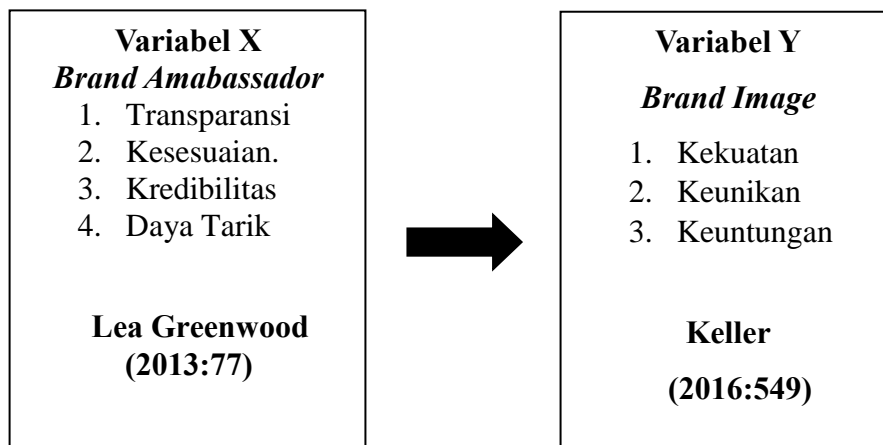 Variabel X
Brand Amabassador
1. Transparansi
2. Kesesuaian.
3. Kredibilitas
4. Daya Tarik
Lea Greenwood
(2013:77)
Variabel Y
Brand Image
1. Kekuatan
2. Keunikan
3. Keuntungan
Keller
(2016:549)